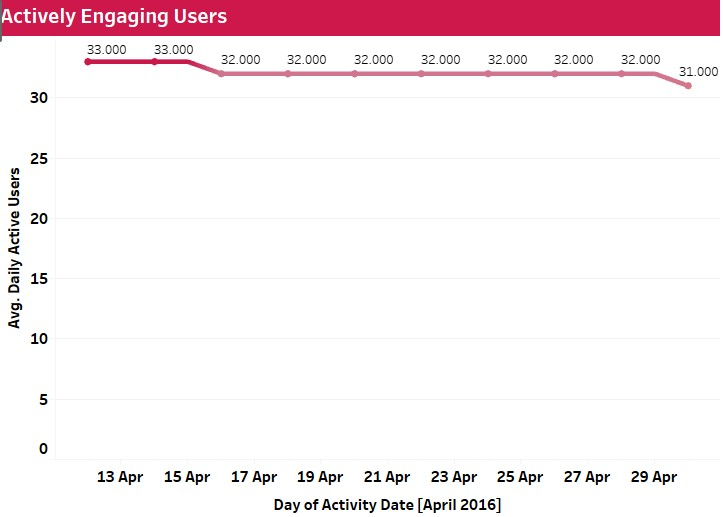 Actively Engaging Users
33.000 33.000 32.000 32.000 32.000 32.000 32.000 32.000 32.000 31.000
30
25
20
15
10
5
0
Avg. Daily Active Users
13 Apr 15 Apr 17 Apr 19 Apr 21 Apr 23 Apr 25 Apr 27 Apr 29 Apr
Day of Activity Date [April 2016]